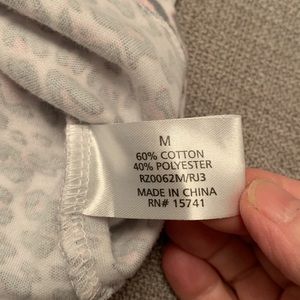 M
60% COTTON
40% POLYESTER
RZ0062M/RJ3
MADE IN CHINA
RN# 15741